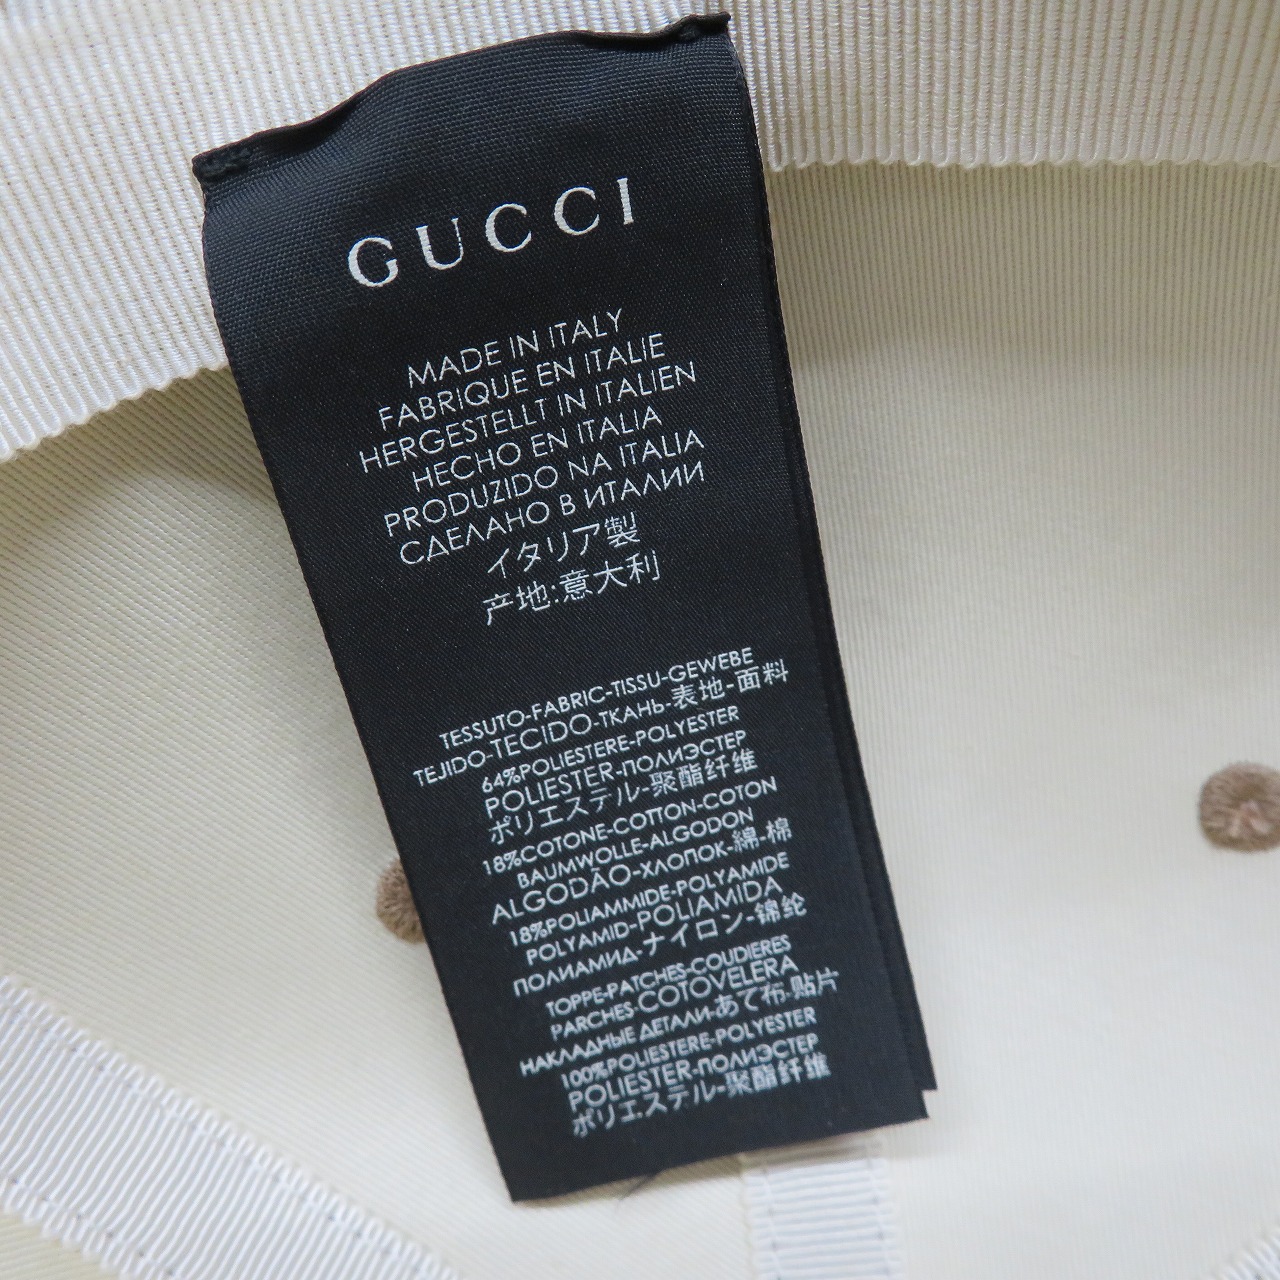 GUCCI
MADE IN ITALY
FABRIQUE EN ITALIE
HERGESTELLT IN ITALIEN
HECHO EN ITALIA
PRODUZIDO NA ITALIA
СДЕЛАНО В ИТАЛИИ
イタリア製
产地:意大利
TESSUTO-FABRIC-TISSU-GEWEBE
TEJIDO-TECIDO-ТКАНЬ-表地-面料
64%POLIESTERE-POLYESTER
POLIESTER-ПОЛИЭСТЕР
ポリエステル-聚酯纤维
18%COTONE-COTTON-COTON
BAUMWOLLE-ALGODON
ALGODÃO-ХЛОПОК-綿-棉
18%POLIAMMIDE-POLYAMIDE
POLYAMID-POLIAMIDA
ПОЛИАМИД-ナイロン-锦纶
TOPPE-PATCHES-COUDIERES
PARCHES-COTOVELERA
НАКЛАДНЫЕ ДЕТАЛИ-あて布-贴片
100%POLIESTERE-POLYESTER
POLIESTER-ПОЛИЭСТЕР
ポリエステル-聚酯纤维